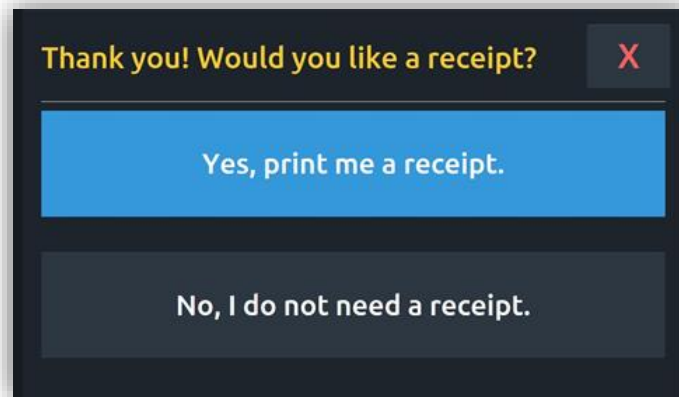 Thank you! Would you like a receipt?
X
Yes, print me a receipt.
No, I do not need a receipt.